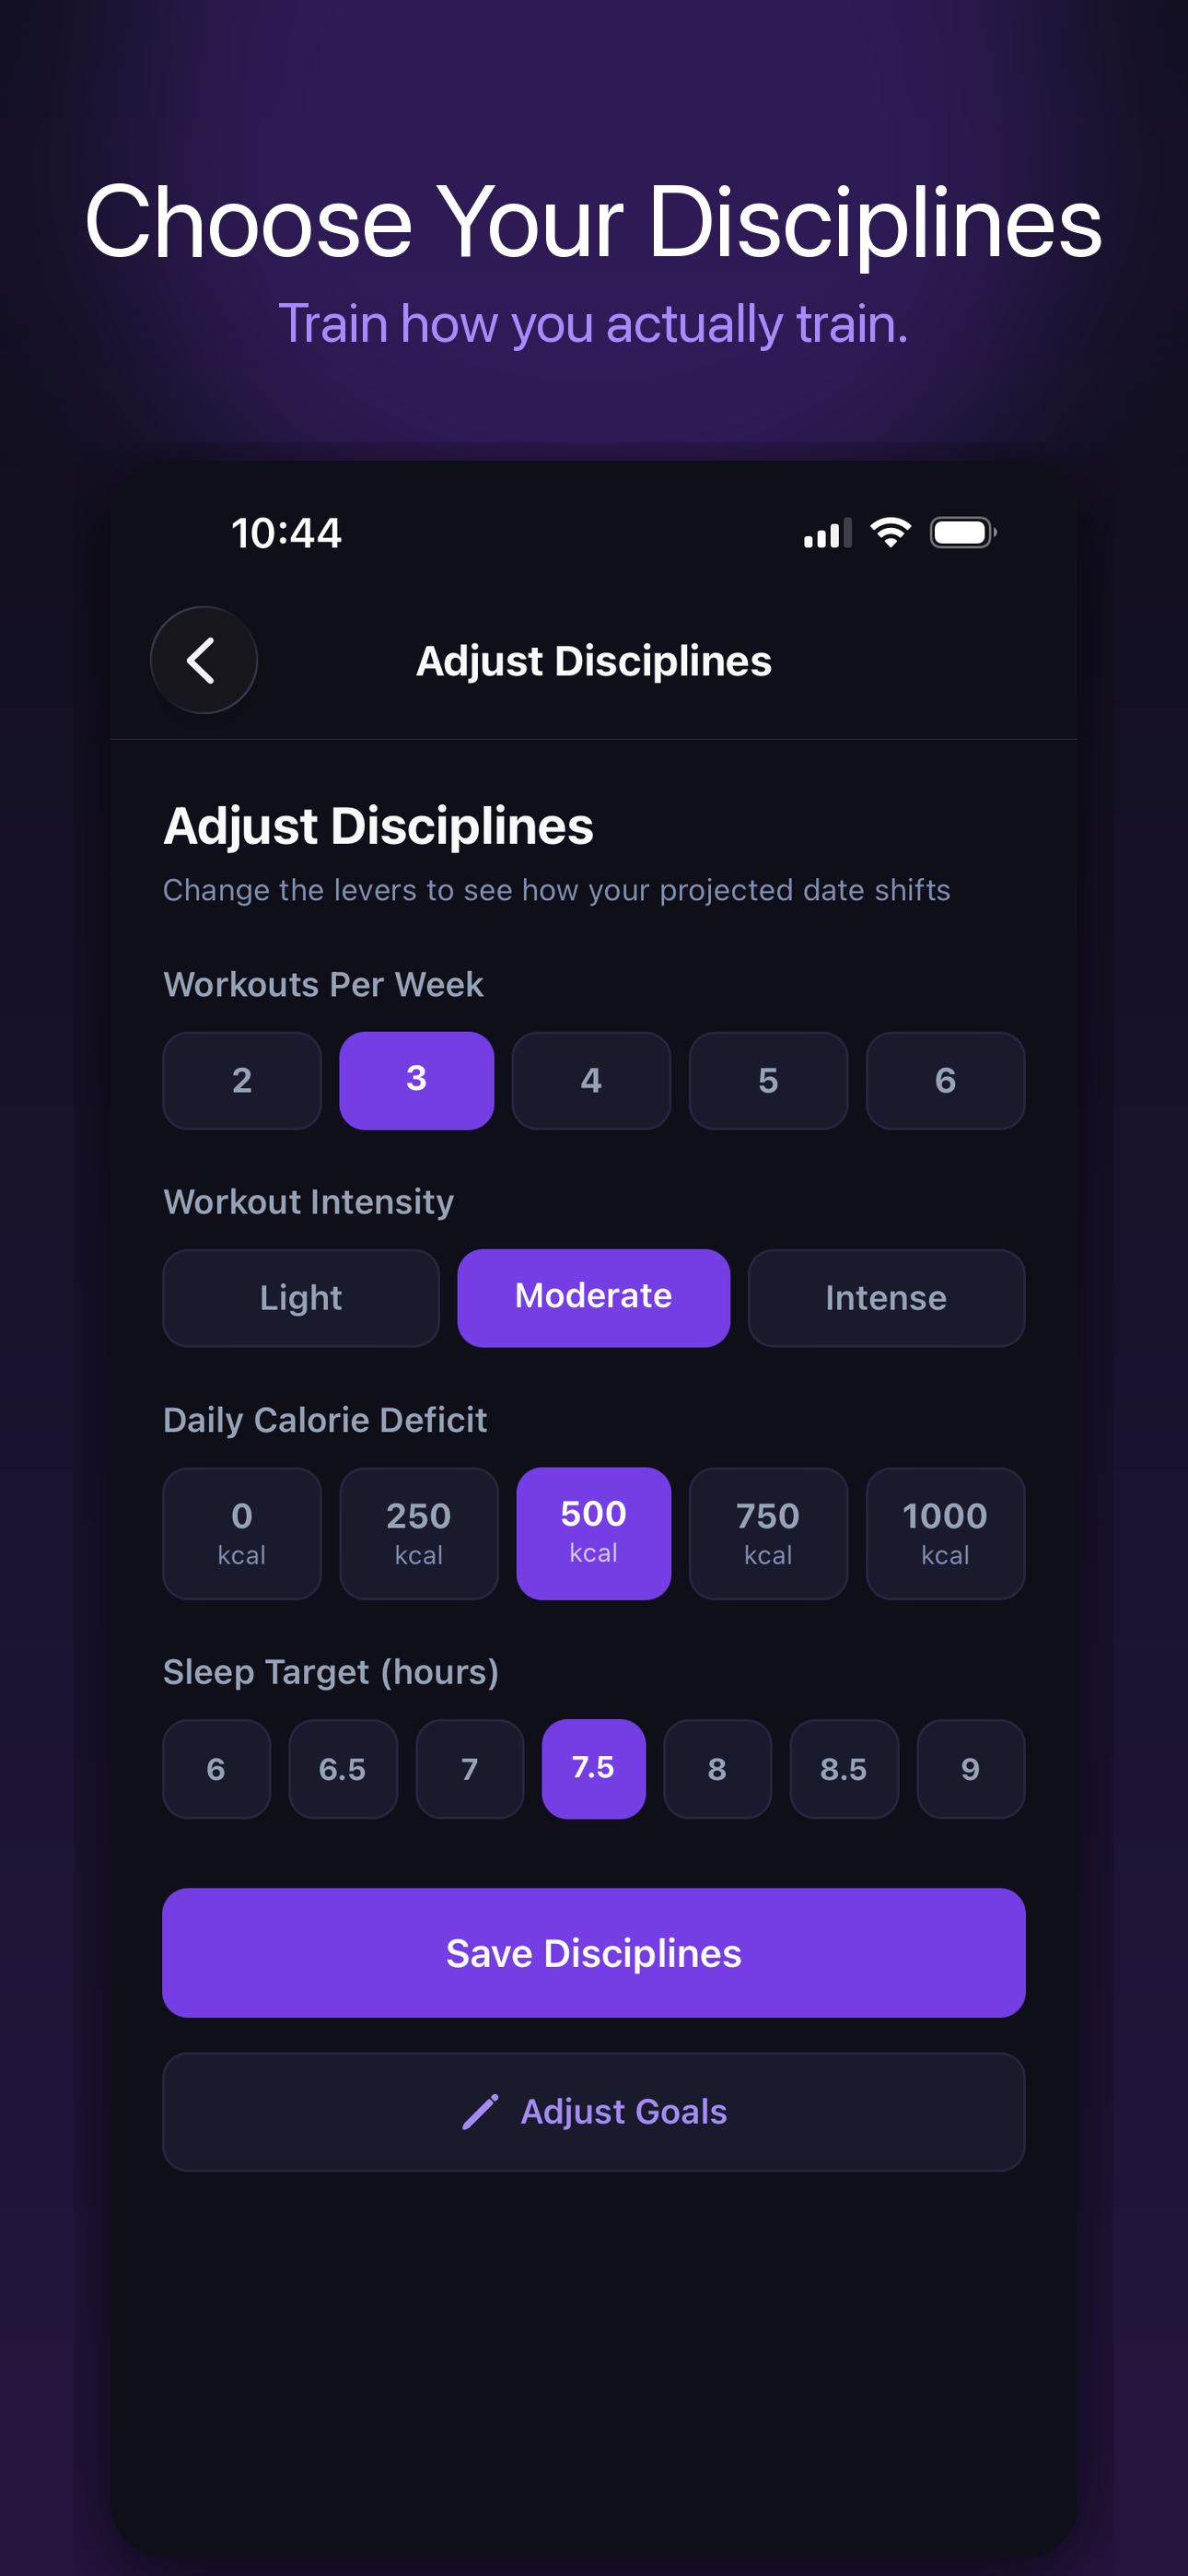 Choose Your Disciplines
Train how you actually train.
10:44
Adjust Disciplines
Adjust Disciplines
Change the levers to see how your projected date shifts
Workouts Per Week
2 3 4 5 6
Workout Intensity
Light Moderate Intense
Daily Calorie Deficit
0 250 500 750 1000
kcal kcal kcal kcal kcal
Sleep Target (hours)
6 6.5 7 7.5 8 8.5 9
Save Disciplines
Adjust Goals